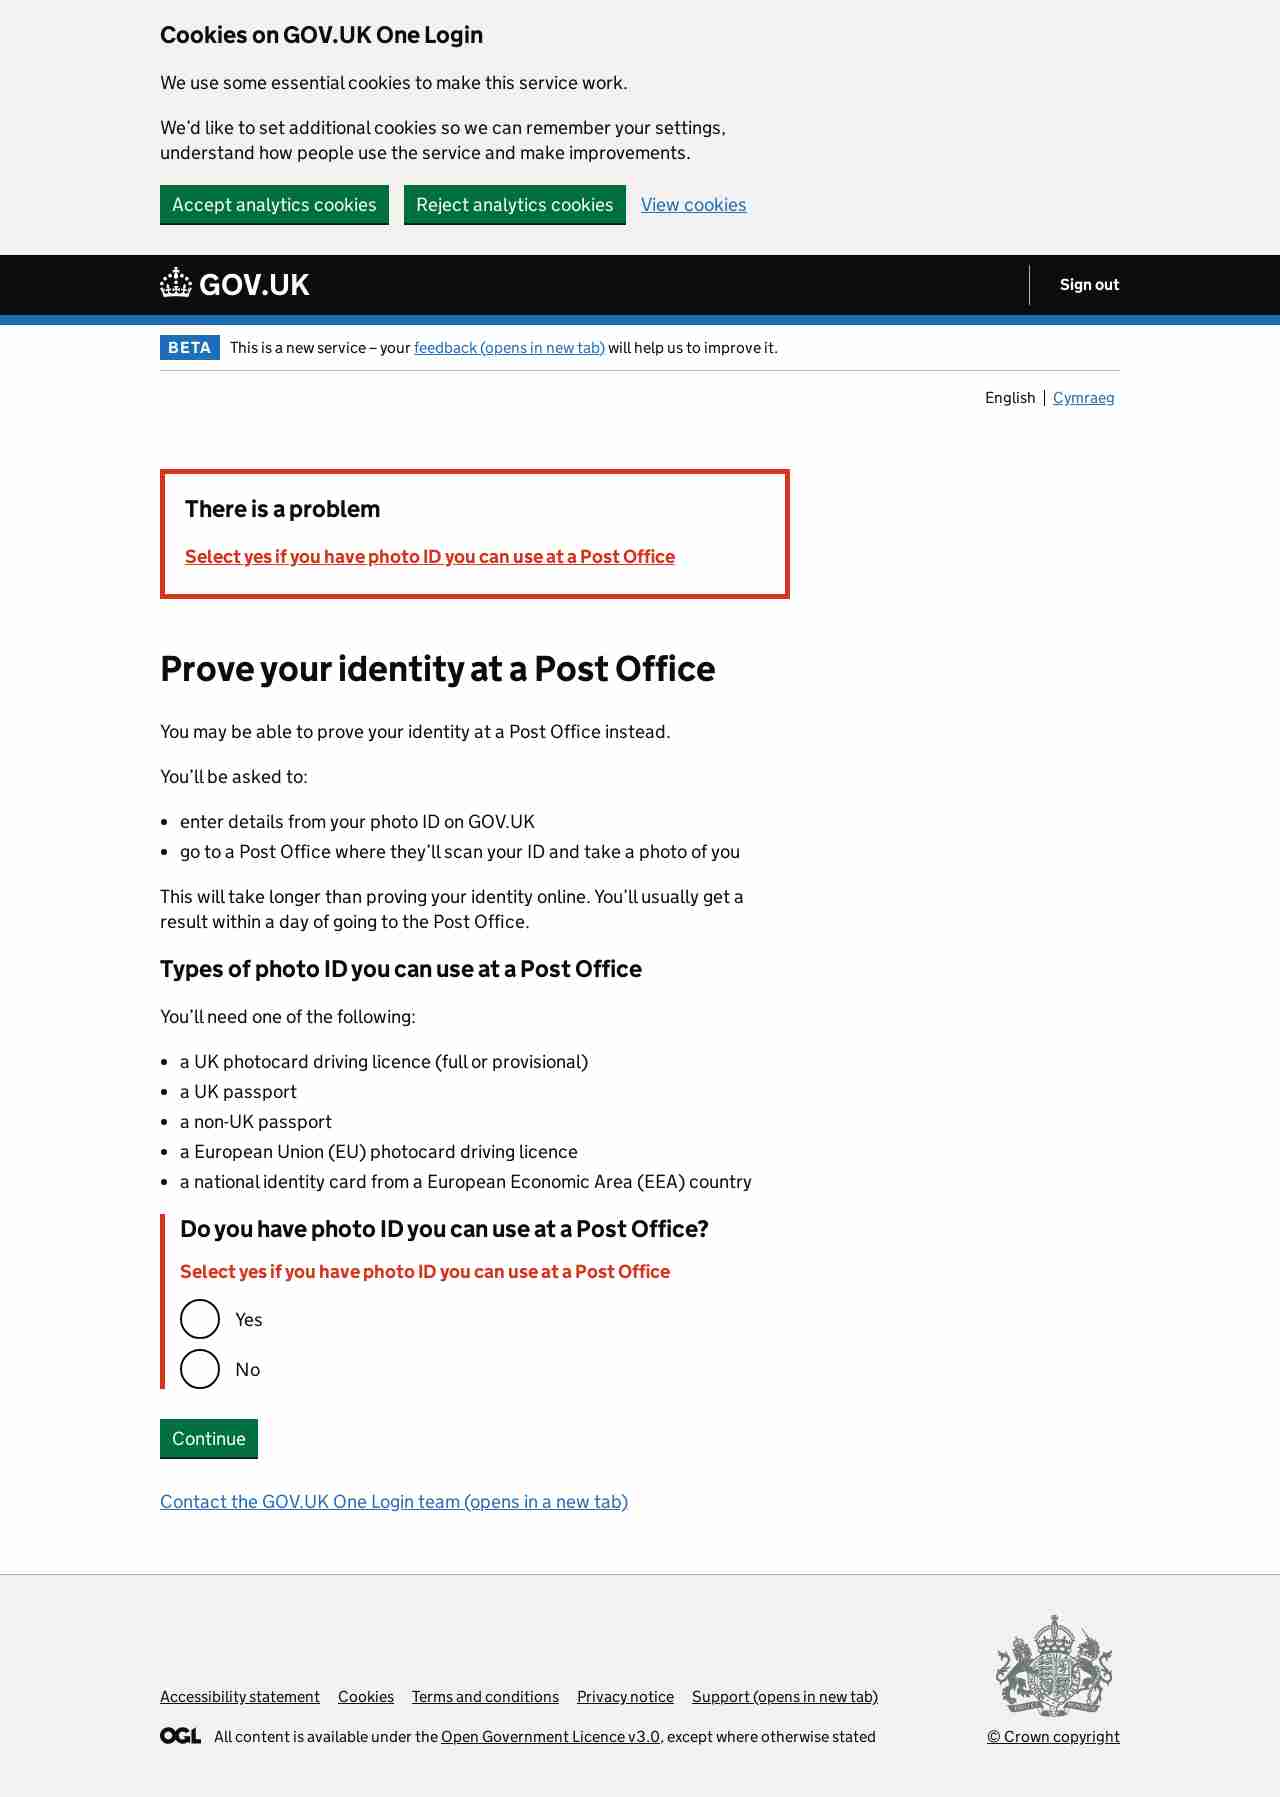 Cookies on GOV.UK One Login
We use some essential cookies to make this service work.
We’d like to set additional cookies so we can remember your settings,
understand how people use the service and make improvements.
Accept analytics cookies Reject analytics cookies View cookies
GOV.UK Sign out
BETA This is a new service – your feedback (opens in new tab) will help us to improve it.
English Cymraeg
There is a problem
Select yes if you have photo ID you can use at a Post Office
Prove your identity at a Post Office
You may be able to prove your identity at a Post Office instead.
You’ll be asked to:
• enter details from your photo ID on GOV.UK
• go to a Post Office where they’ll scan your ID and take a photo of you
This will take longer than proving your identity online. You’ll usually get a
result within a day of going to the Post Office.
Types of photo ID you can use at a Post Office
You’ll need one of the following:
• a UK photocard driving licence (full or provisional)
• a UK passport
• a non-UK passport
• a European Union (EU) photocard driving licence
• a national identity card from a European Economic Area (EEA) country
Do you have photo ID you can use at a Post Office?
Select yes if you have photo ID you can use at a Post Office
Yes
No
Continue
Contact the GOV.UK One Login team (opens in a new tab)
Accessibility statement Cookies Terms and conditions Privacy notice Support (opens in new tab)
OGL All content is available under the Open Government Licence v3.0, except where otherwise stated
© Crown copyright